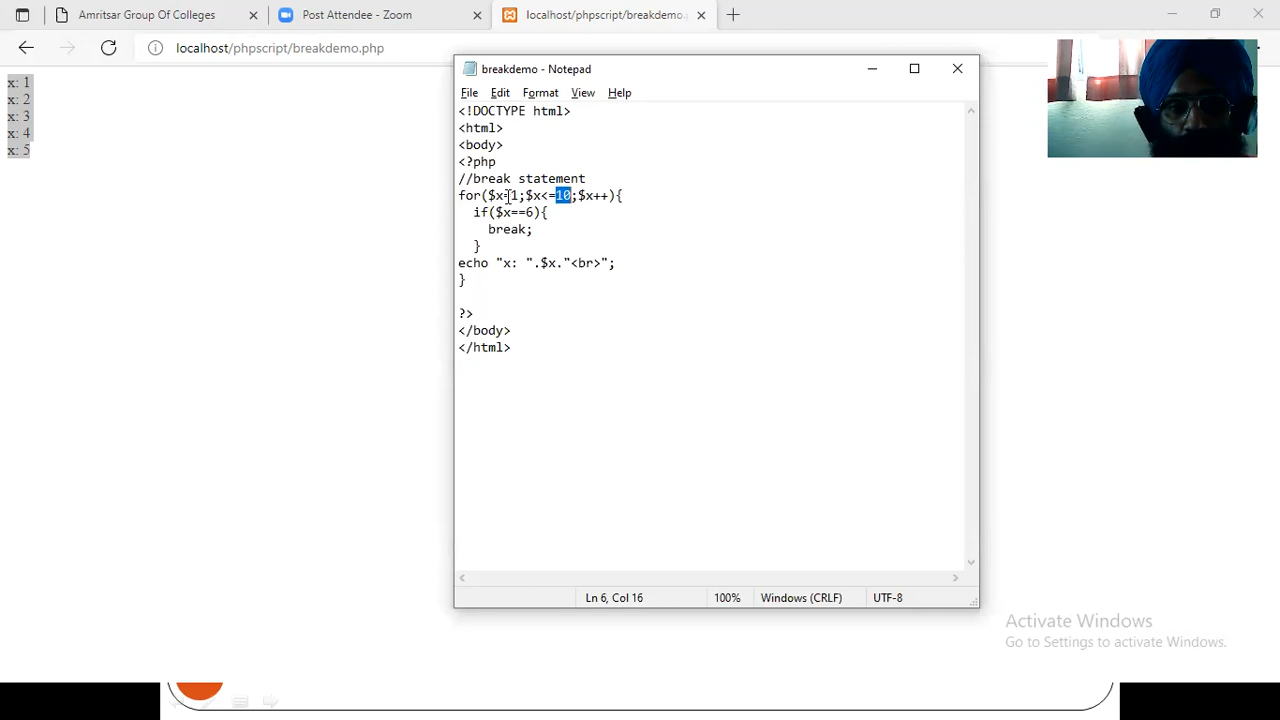 Amritsar Group Of Colleges
Post Attendee - Zoom
localhost/phpscript/breakdemo.
localhost/phpscript/breakdemo.php
x: 1
x: 2
x: 3
x: 4
x: 5
breakdemo - Notepad
File Edit Format View Help
<!DOCTYPE html>
<html>
<body>
<?php
//break statement
for($x=1;$x<=10;$x++){
if($x==6){
break;
}
echo "x: ".$x."<br>";
}
?>
</body>
</html>
Ln 6, Col 16
100%
Windows (CRLF)
UTF-8
Activate Windows
Go to Settings to activate Windows.